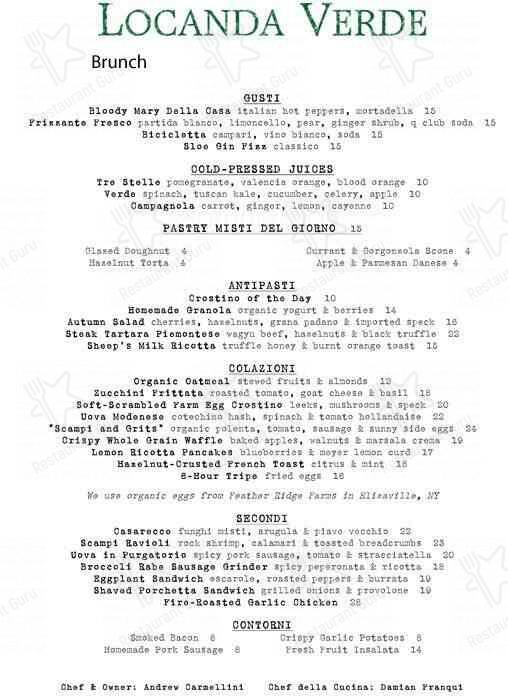 LOCANDA VERDE
Brunch
GUSTI
Bloody Mary Della Casa italian hot peppers, mortadella 15
Frizzante Fresco partida blanco, limoncello, pear, ginger shrub, q club soda 15
Bicicletta campari, vino bianco, soda 15
Sloe Gin Fizz classico 15
COLD-PRESSED JUICES
Tre Stelle pomegranate, valencia orange, blood orange 10
Verde spinach, tuscan kale, cucumber, celery, apple 10
Campagnola carrot, ginger, lemon, cayenne 10
PASTRY MISTI DEL GIORNO 15
Glazed Doughnut 4 Currant & Gorgonzola Scone 4
Hazelnut Torta 4 Apple & Parmesan Danese 4
ANTIPASTI
Crostino of the Day 10
Homemade Granola organic yogurt & berries 14
Autumn Salad cherries, hazelnuts, grana padano & imported speck 16
Steak Tartara Piemontese wagyu beef, hazelnuts & black truffle 22
Sheep's Milk Ricotta truffle honey & burnt orange toast 15
COLAZIONI
Organic Oatmeal stewed fruits & almonds 12
Zucchini Frittata roasted tomato, goat cheese & basil 18
Soft-Scrambled Farm Egg Crostino leeks, mushrooms & speck 20
Uova Modenese cotechino hash, spinach & tomato hollandaise 22
"Scampi and Grits" organic polenta, tomato, sausage & sunny side eggs 24
Crispy Whole Grain Waffle baked apples, walnuts & marsala crema 19
Lemon Ricotta Pancakes blueberries & meyer lemon curd 17
Hazelnut-Crusted French Toast citrus & mint 18
8-Hour Tripe fried eggs 16
We use organic eggs from Feather Ridge Farms in Elizaville, NY
SECONDI
Casarecce funghi misti, arugula & piave vecchio 22
Scampi Ravioli rock shrimp, calamari & toasted breadcrumbs 23
Uova in Purgatorio spicy pork sausage, tomato & stracciatella 20
Broccoli Rabe Sausage Grinder spicy peperonata & ricotta 18
Eggplant Sandwich escarole, roasted peppers & burrata 19
Shaved Porchetta Sandwich grilled onions & provolone 19
Fire-Roasted Garlic Chicken 28
CONTORNI
Smoked Bacon 8 Crispy Garlic Potatoes 8
Homemade Pork Sausage 8 Fresh Fruit Insalata 14
Chef & Owner: Andrew Carmellini Chef della Cucina: Damian Franqui
Restaurant Guru